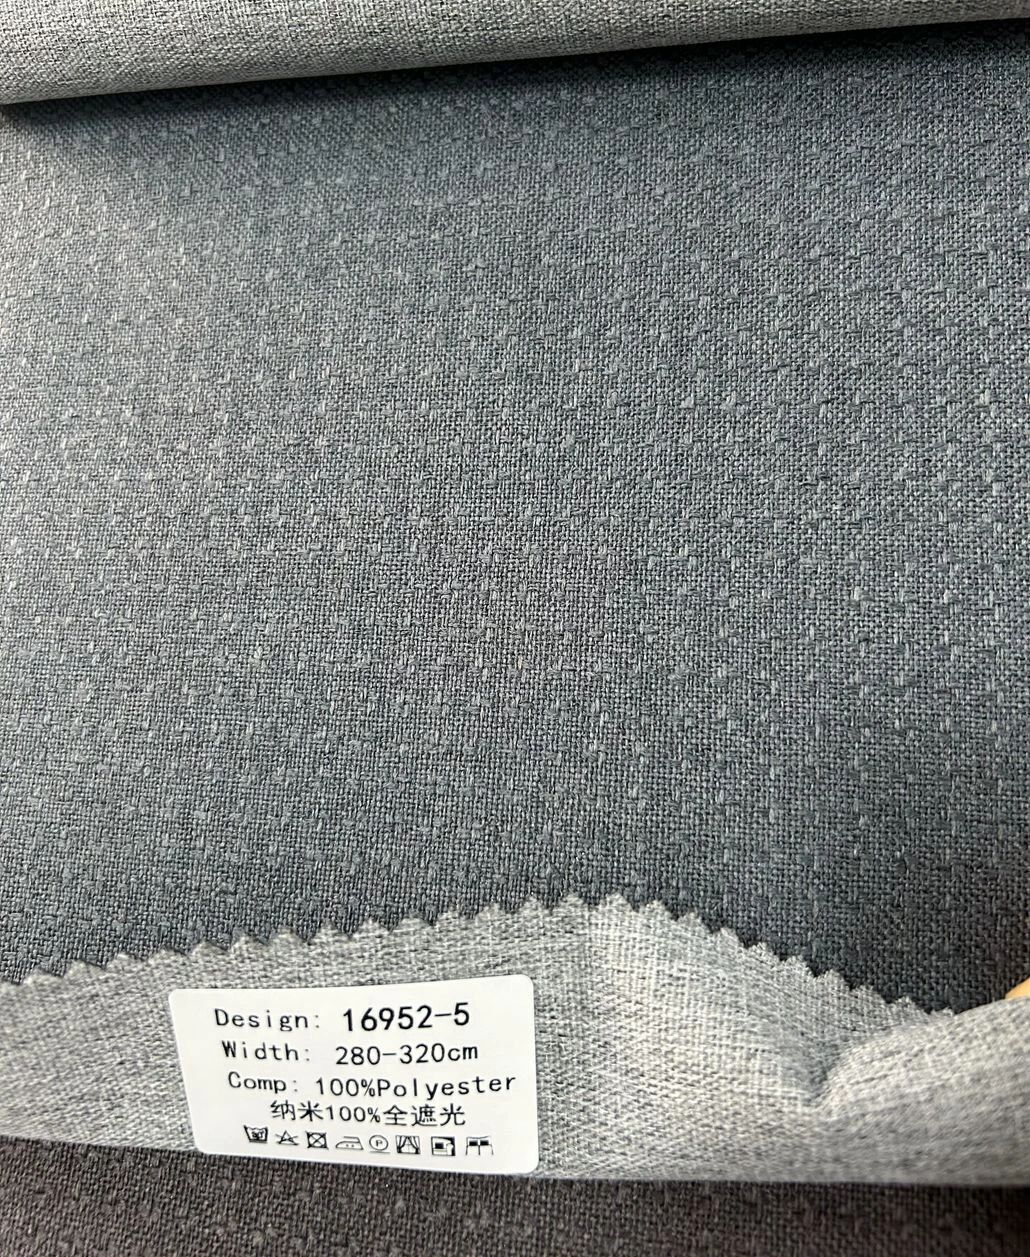 Design: 16952-5
Width: 280-320cm
Comp: 100%Polyester
纳米100%全遮光
P